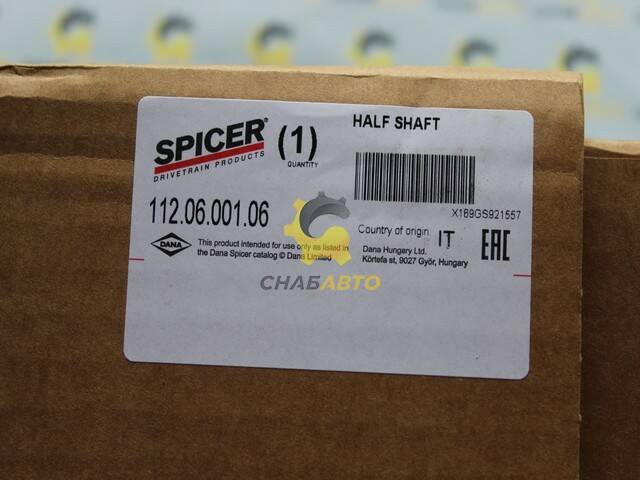 SPICER®
DRIVETRAIN PRODUCTS
(1)
QUANTITY
HALF SHAFT
X189GS921557
112.06.001.06
Country of origin IT
EAC
DANA
This product intended for use only as listed in
the Dana Spicer catalog © Dana Limited
Dana Hungary Ltd.
Körtefa st, 9027 Györ, Hungary
СНАБАВТО